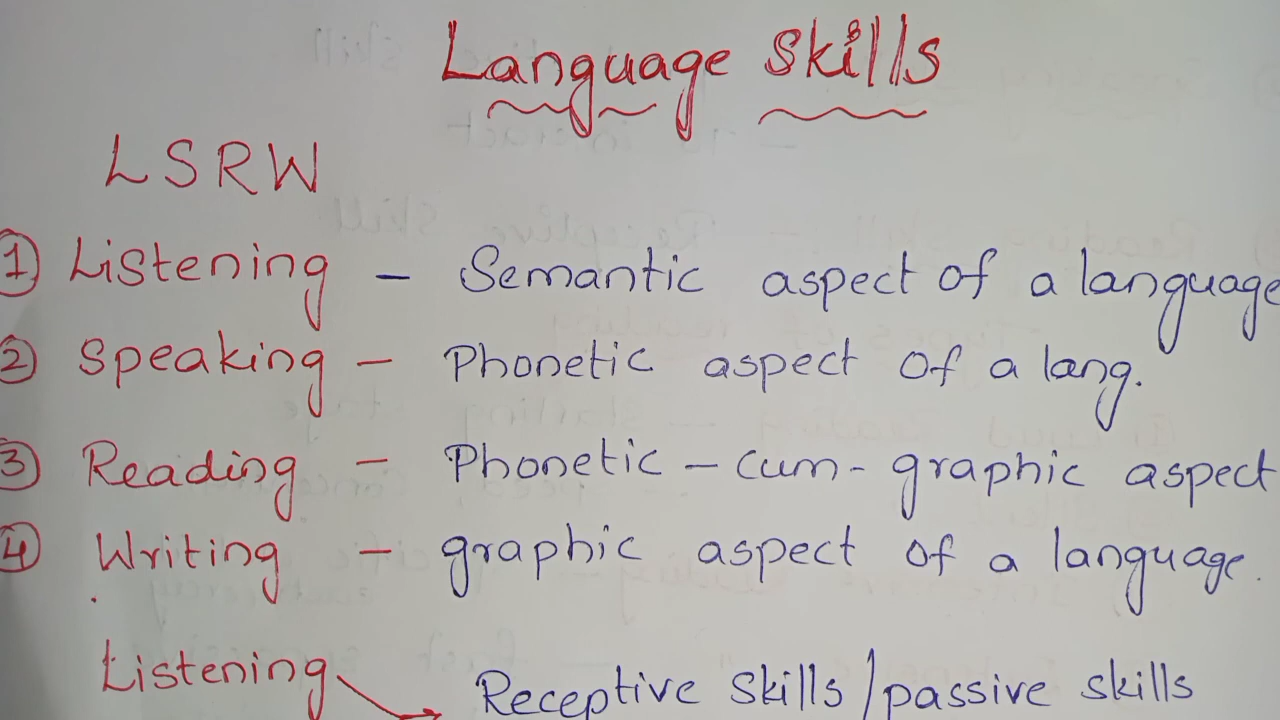 Language Skills
LSRW
1 Listening - Semantic aspect of a language
2 Speaking - Phonetic aspect of a lang.
3 Reading - Phonetic - cum - graphic aspect
4 Writing - graphic aspect of a language.
Listening → Receptive skills / passive skills